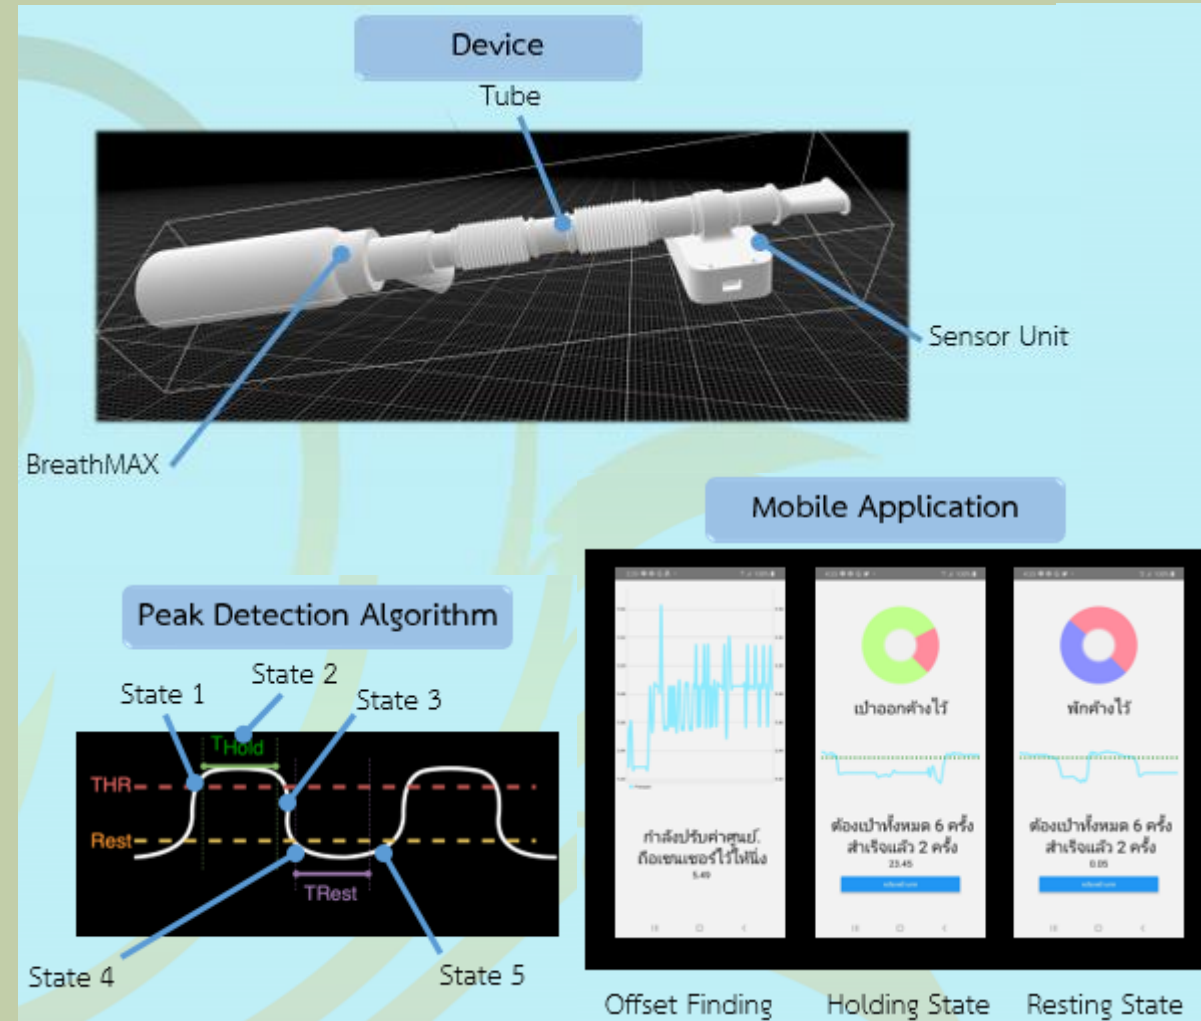 Device
Tube
Sensor Unit
BreathMAX
Mobile Application
Peak Detection Algorithm
State 1
State 2
State 3
THold
THR
Rest
TRest
State 4
State 5
กำลังปรับค่าศูนย์.
ถือเซนเซอร์ไว้ให้นิ่ง
5.49
เป่าออกค้างไว้
ต้องเป่าทั้งหมด 6 ครั้ง
สำเร็จแล้ว 2 ครั้ง
23.45
พักค้างไว้
ต้องเป่าทั้งหมด 6 ครั้ง
สำเร็จแล้ว 2 ครั้ง
0.05
Offset Finding
Holding State
Resting State